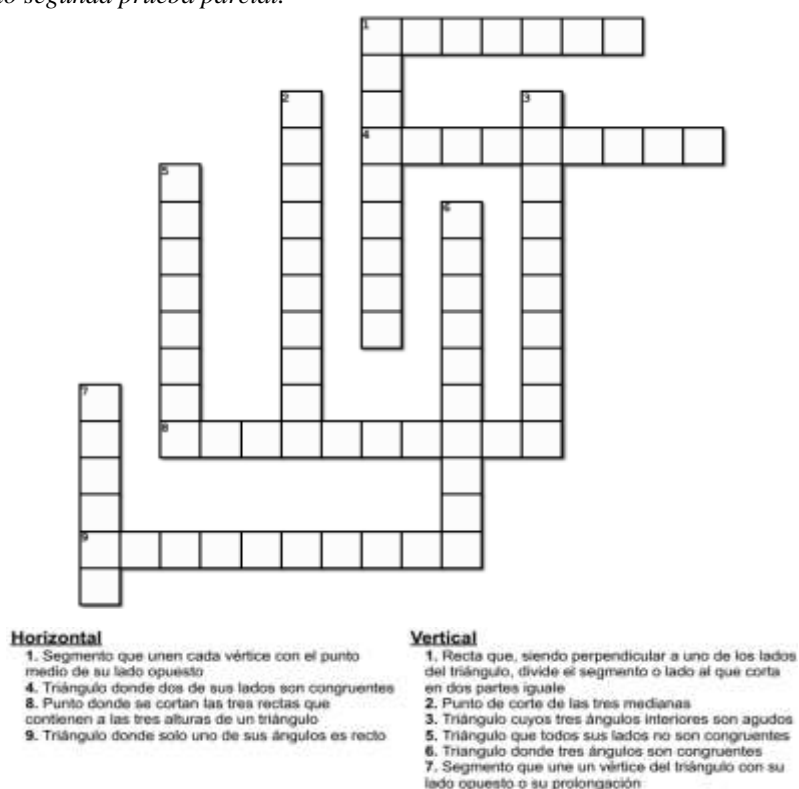 segunda prueba parcial.
1
2
3
4
5
6
7
8
9
Horizontal
1. Segmento que unen cada vértice con el punto
medio de su lado opuesto
4. Triángulo donde dos de sus lados son congruentes
8. Punto donde se cortan las tres rectas que
contienen a las tres alturas de un triángulo
9. Triángulo donde solo uno de sus ángulos es recto
Vertical
1. Recta que, siendo perpendicular a uno de los lados
del triángulo, divide el segmento o lado al que corta
en dos partes iguale
2. Punto de corte de las tres medianas
3. Triángulo cuyos tres ángulos interiores son agudos
5. Triángulo que todos sus lados no son congruentes
6. Triangulo donde tres ángulos son congruentes
7. Segmento que une un vértice del triángulo con su
lado opuesto o su prolongación